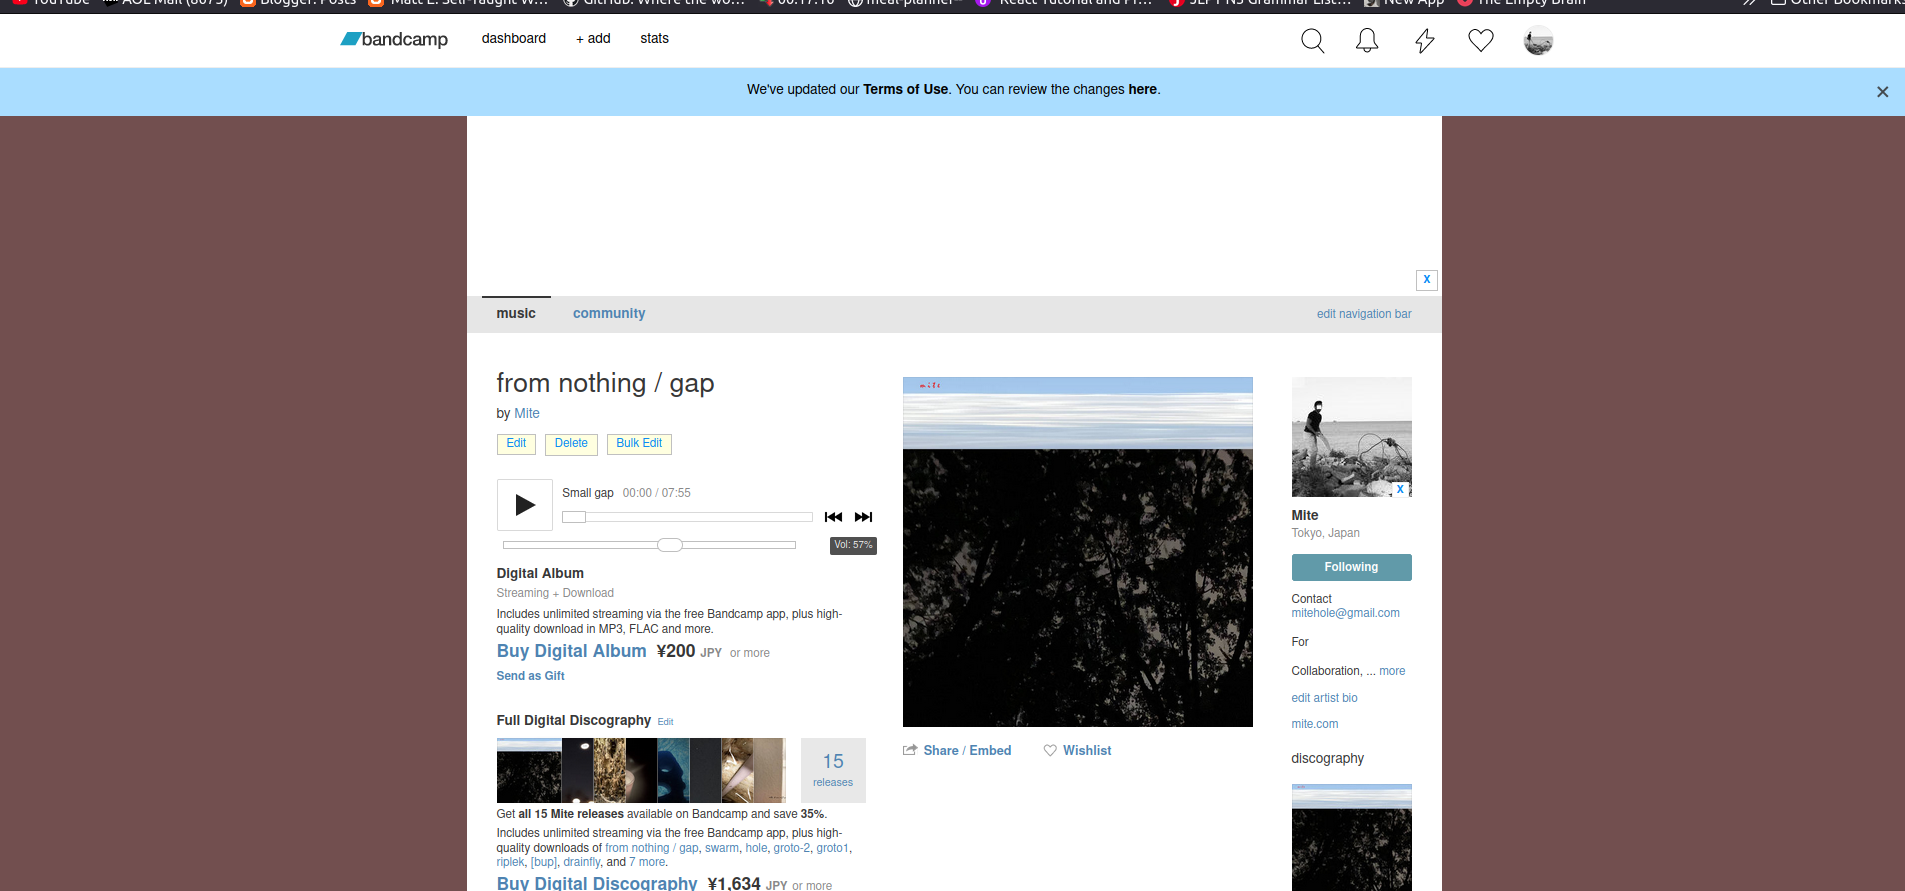 YouTube
AOL Mail (8675)
Blogger: Posts
Matt E. Self-Taught W...
GitHub: Where the wo...
00:17:10
meal-planner–
React Tutorial and Pr...
JLPT N3 Grammar List...
New App
The Empty Brain
Other Bookmarks
bandcamp
dashboard
+ add
stats
We've updated our Terms of Use. You can review the changes here.
X
music
community
edit navigation bar
from nothing / gap
by Mite
Edit
Delete
Bulk Edit
Small gap 00:00 / 07:55
Vol: 57%
Digital Album
Streaming + Download
Includes unlimited streaming via the free Bandcamp app, plus high-
quality download in MP3, FLAC and more.
Buy Digital Album ¥200 JPY or more
Send as Gift
Full Digital Discography Edit
15
releases
Get all 15 Mite releases available on Bandcamp and save 35%.
Includes unlimited streaming via the free Bandcamp app, plus high-
quality downloads of from nothing / gap, swarm, hole, groto-2, groto1,
riplek, [bup], drainfly, and 7 more.
Buy Digital Discography ¥1,634 JPY or more
mite
Share / Embed
Wishlist
X
Mite
Tokyo, Japan
Following
Contact
mitehole@gmail.com
For
Collaboration, ... more
edit artist bio
mite.com
discography